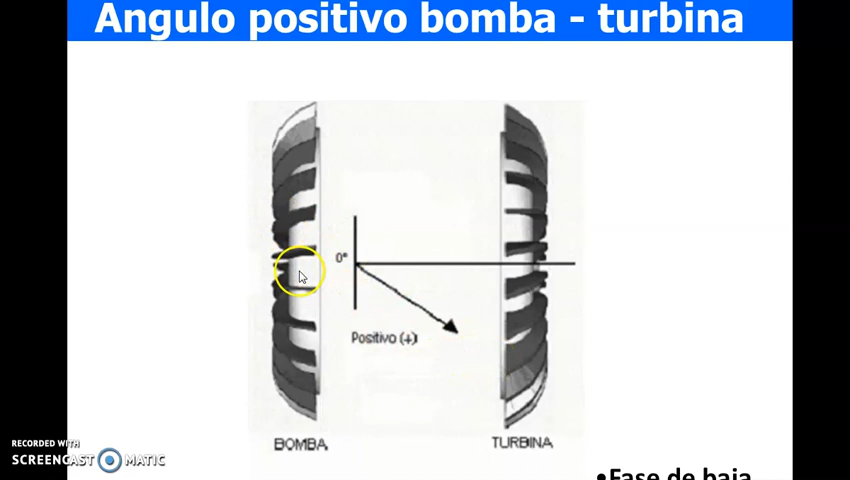 Angulo positivo bomba - turbina
0°
Positivo (+)
BOMBA
TURBINA
RECORDED WITH
SCREENCAST MATIC
•Fase de baja